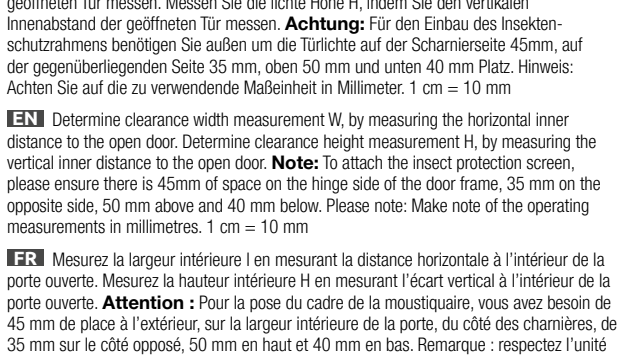 geöffneten Tür messen. Messen Sie die lichte Höhe H, indem Sie den vertikalen
Innenabstand der geöffneten Tür messen. Achtung: Für den Einbau des Insekten-
schutzrahmens benötigen Sie außen um die Türlichte auf der Scharnierseite 45mm, auf
der gegenüberliegenden Seite 35 mm, oben 50 mm und unten 40 mm Platz. Hinweis:
Achten Sie auf die zu verwendende Maßeinheit in Millimeter. 1 cm = 10 mm
EN Determine clearance width measurement W, by measuring the horizontal inner
distance to the open door. Determine clearance height measurement H, by measuring the
vertical inner distance to the open door. Note: To attach the insect protection screen,
please ensure there is 45mm of space on the hinge side of the door frame, 35 mm on the
opposite side, 50 mm above and 40 mm below. Please note: Make note of the operating
measurements in millimetres. 1 cm = 10 mm
FR Mesurez la largeur intérieure l en mesurant la distance horizontale à l'intérieur de la
porte ouverte. Mesurez la hauteur intérieure H en mesurant l'écart vertical à l'intérieur de la
porte ouverte. Attention : Pour la pose du cadre de la moustiquaire, vous avez besoin de
45 mm de place à l'extérieur, sur la largeur intérieure de la porte, du côté des charnières, de
35 mm sur le côté opposé, 50 mm en haut et 40 mm en bas. Remarque : respectez l'unité